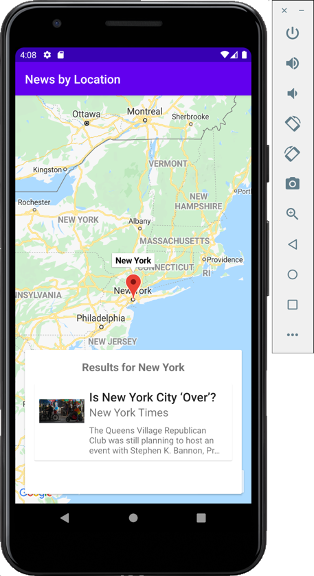 4:08
News by Location
Ottawa
Montreal
Sherbrooke
Kingston
VERMONT
Rochester
NEW
HAMPSHIRE
Port
NEW YORK
Albany
MASSACHUSETTS
New York
CONNECTICUT
Providence
RI
NNSYLVANIA
New York
Philadelphia
NEW JERSEY
Results for New York
Is New York City ‘Over’?
New York Times
The Queens Village Republican
Club was still planning to host an
event with Stephen K. Bannon, Pr...
Google